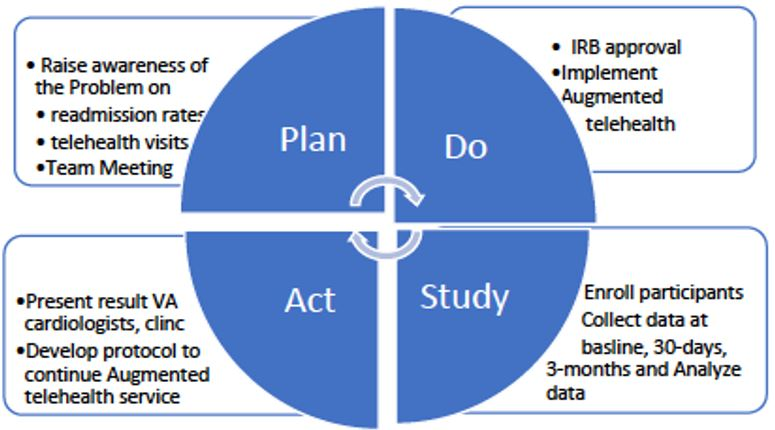 • Raise awareness of
the Problem on
• readmission rates
• telehealth visits
•Team Meeting
Plan
• IRB approval
•Implement
Augmented
telehealth
Do
•Present result VA
cardiologists, clinc
•Develop protocol to
continue Augmented
telehealth service
Act
Study
Enroll participants
Collect data at
basline, 30-days,
3-months and Analyze
data